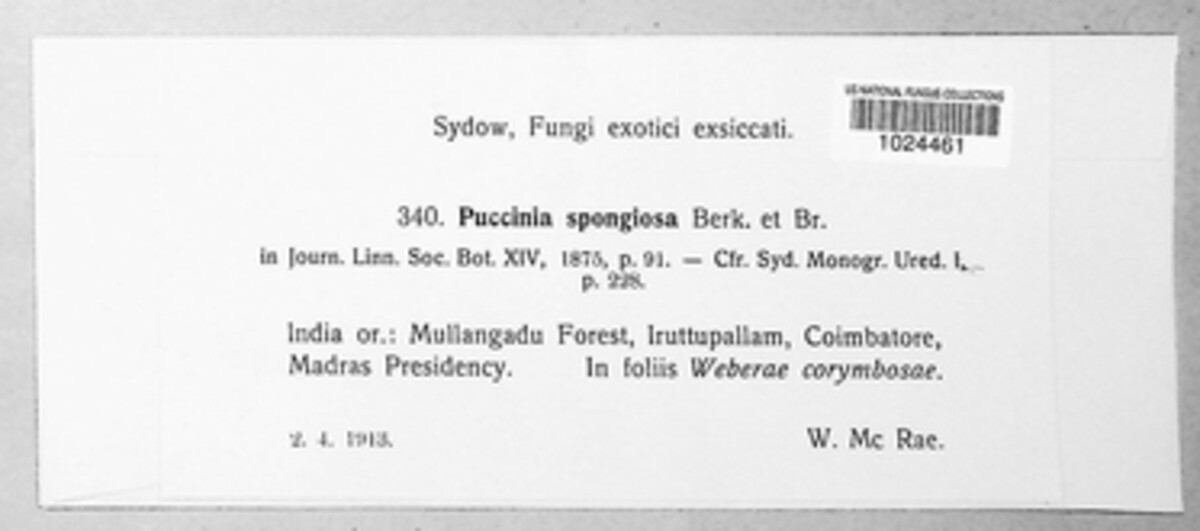 US NATIONAL FUNGUS COLLECTIONS
1024461
Sydow, Fungi exotici exsiccati.
340. Puccinia spongiosa Berk. et Br.
in Journ. Linn. Soc. Bot. XIV, 1875, p. 91. — Cfr. Syd. Monogr. Ured. I,
p. 228.
India or.: Mullangadu Forest, Iruttupallam, Coimbatore,
Madras Presidency. In foliis Weberae corymbosae.
2. 4. 1913.
W. Mc Rae.